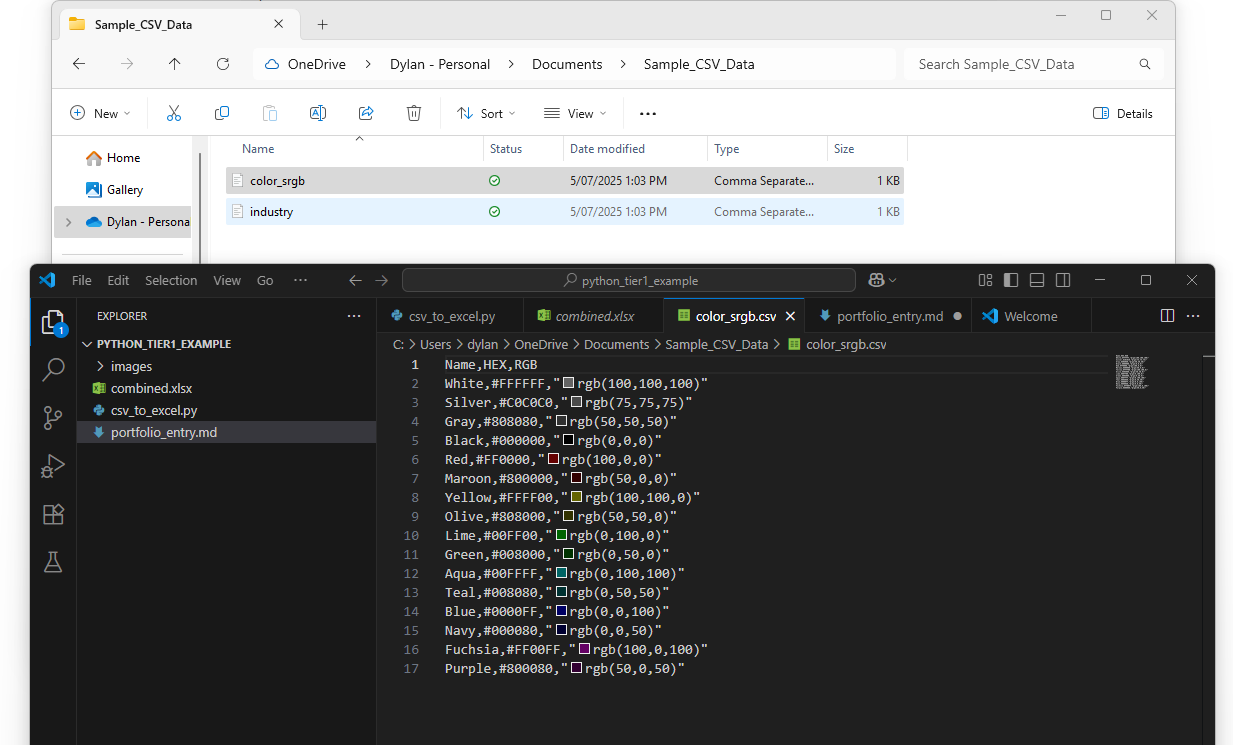 Sample_CSV_Data
OneDrive > Dylan - Personal > Documents > Sample_CSV_Data
Search Sample_CSV_Data
New
Sort
View
Details
Name Status Date modified Type Size
Home
Gallery
Dylan - Persona
color_srgb 5/07/2025 1:03 PM Comma Separate... 1 KB
industry 5/07/2025 1:03 PM Comma Separate... 1 KB
File Edit Selection View Go ···
python_tier1_example
EXPLORER ···
1
PYTHON_TIER1_EXAMPLE
images
combined.xlsx
csv_to_excel.py
portfolio_entry.md
csv_to_excel.py combined.xlsx color_srgb.csv portfolio_entry.md Welcome
C: > Users > dylan > OneDrive > Documents > Sample_CSV_Data > color_srgb.csv
1 Name,HEX,RGB
2 White,#FFFFFF,"rgb(100,100,100)"
3 Silver,#C0C0C0,"rgb(75,75,75)"
4 Gray,#808080,"rgb(50,50,50)"
5 Black,#000000,"rgb(0,0,0)"
6 Red,#FF0000,"rgb(100,0,0)"
7 Maroon,#800000,"rgb(50,0,0)"
8 Yellow,#FFFF00,"rgb(100,100,0)"
9 Olive,#808000,"rgb(50,50,0)"
10 Lime,#00FF00,"rgb(0,100,0)"
11 Green,#008000,"rgb(0,50,0)"
12 Aqua,#00FFFF,"rgb(0,100,100)"
13 Teal,#008080,"rgb(0,50,50)"
14 Blue,#0000FF,"rgb(0,0,100)"
15 Navy,#000080,"rgb(0,0,50)"
16 Fuchsia,#FF00FF,"rgb(100,0,100)"
17 Purple,#800080,"rgb(50,0,50)"